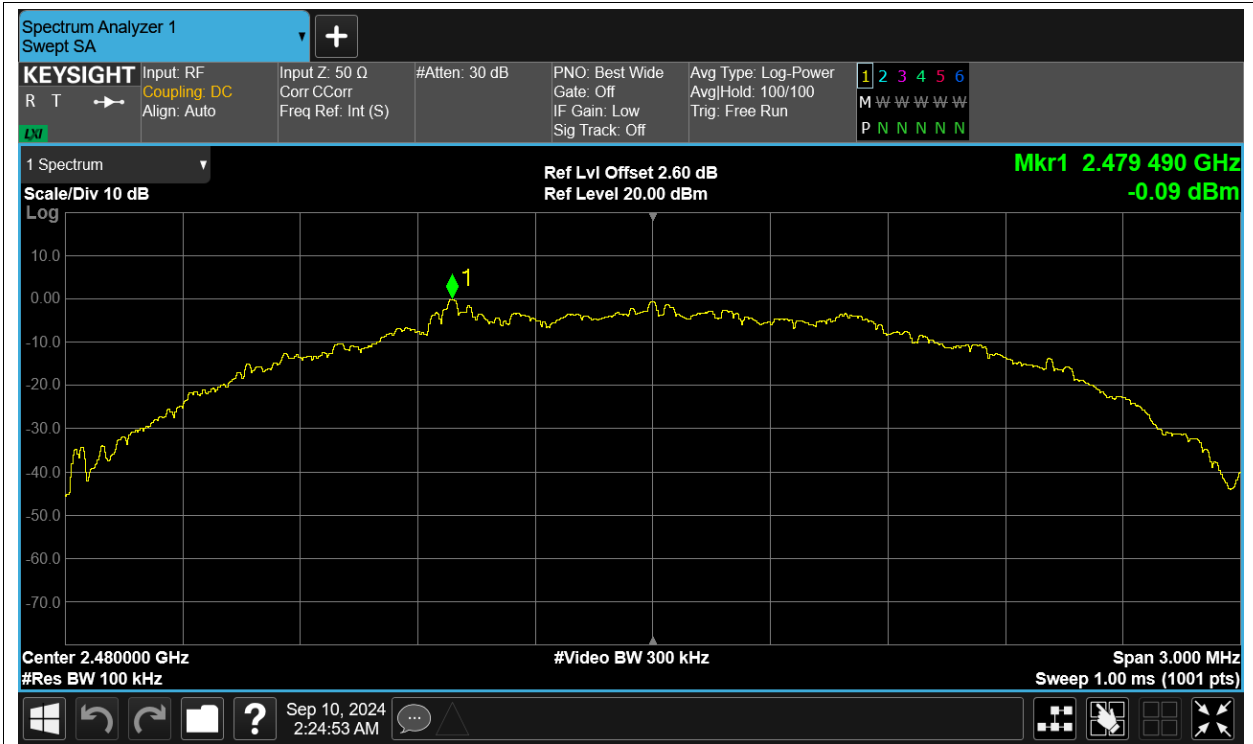 Spectrum Analyzer 1
Swept SA
+
KEYSIGHT
R T
LXI
Input: RF
Coupling: DC
Align: Auto
Input Z: 50 Ω
Corr CCorr
Freq Ref: Int (S)
#Atten: 30 dB
PNO: Best Wide
Gate: Off
IF Gain: Low
Sig Track: Off
Avg Type: Log-Power
Avg|Hold: 100/100
Trig: Free Run
1 2 3 4 5 6
M W W W W W
P N N N N N
1 Spectrum
Scale/Div 10 dB
Log
Ref Lvl Offset 2.60 dB
Ref Level 20.00 dBm
Mkr1 2.479 490 GHz
-0.09 dBm
10.0
0.00
-10.0
-20.0
-30.0
-40.0
-50.0
-60.0
-70.0
1
Center 2.480000 GHz
#Res BW 100 kHz
#Video BW 300 kHz
Span 3.000 MHz
Sweep 1.00 ms (1001 pts)
?
Sep 10, 2024
2:24:53 AM